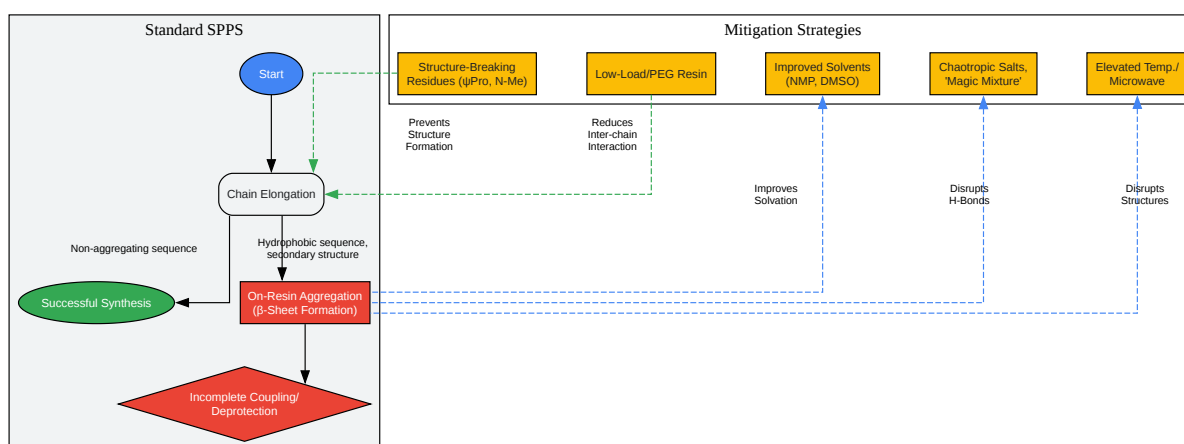 Standard SPPS
Mitigation Strategies
Start
Structure-Breaking
Residues (ψPro, N-Me)
Low-Load/PEG Resin
Improved Solvents
(NMP, DMSO)
Chaotropic Salts,
'Magic Mixture'
Elevated Temp./
Microwave
Prevents
Structure
Formation
Reduces
Inter-chain
Interaction
Chain Elongation
Improves
Solvation
Disrupts
H-Bonds
Disrupts
Structures
Non-aggregating sequence
Hydrophobic sequence,
secondary structure
Successful Synthesis
On-Resin Aggregation
(β-Sheet Formation)
Incomplete Coupling/
Deprotection